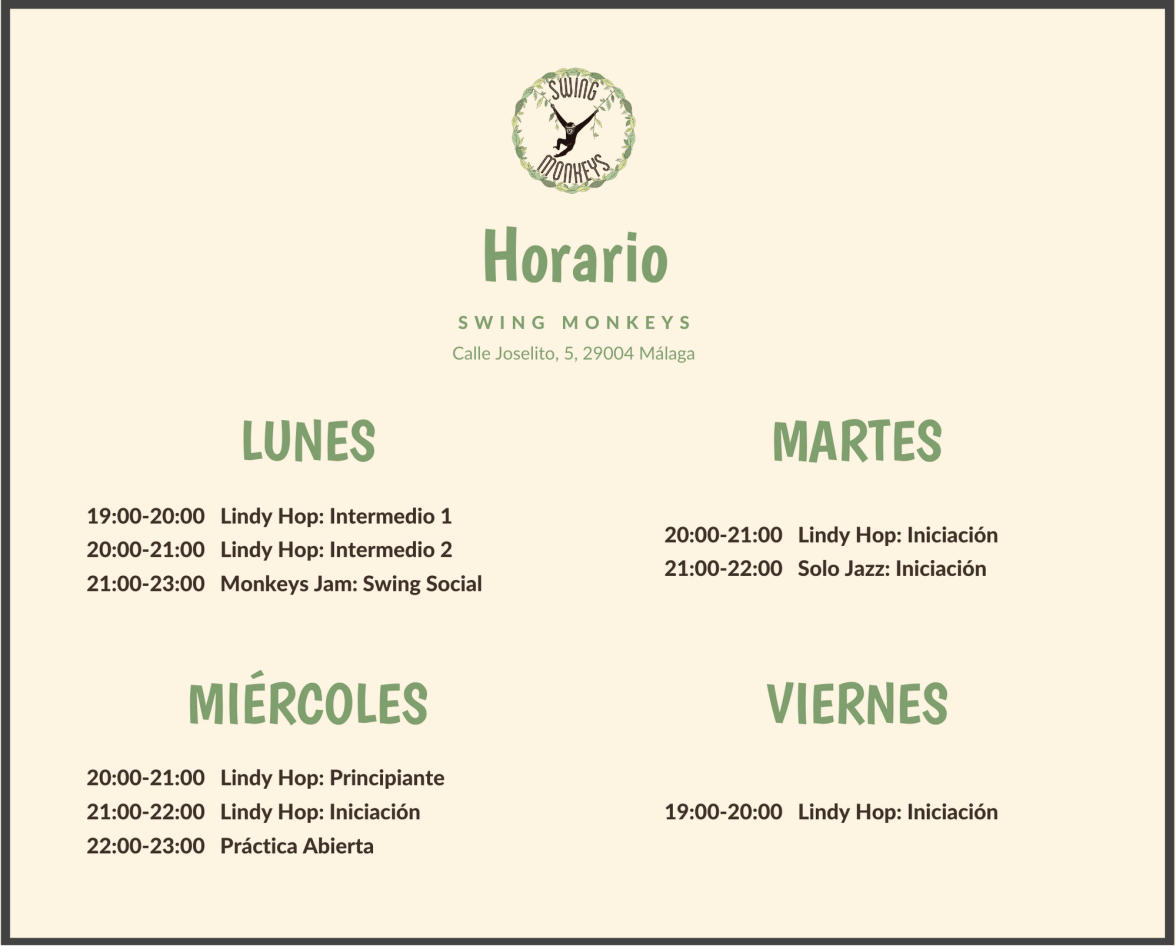 SWING
MONKEYS
Horario
SWING MONKEYS
Calle Joselito, 5, 29004 Málaga
LUNES
19:00-20:00 Lindy Hop: Intermedio 1
20:00-21:00 Lindy Hop: Intermedio 2
21:00-23:00 Monkeys Jam: Swing Social
MARTES
20:00-21:00 Lindy Hop: Iniciación
21:00-22:00 Solo Jazz: Iniciación
MIÉRCOLES
20:00-21:00 Lindy Hop: Principiante
21:00-22:00 Lindy Hop: Iniciación
22:00-23:00 Práctica Abierta
VIERNES
19:00-20:00 Lindy Hop: Iniciación